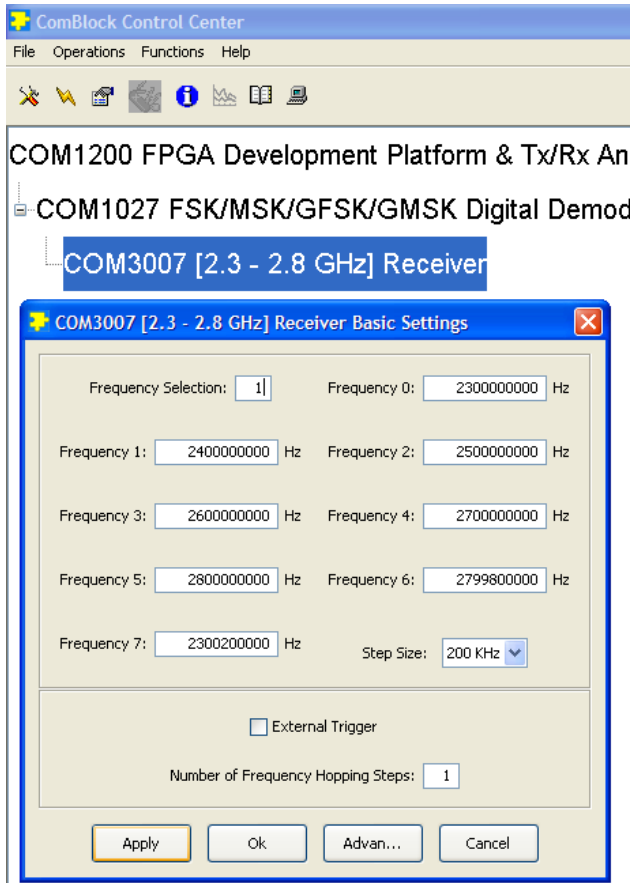 ComBlock Control Center
File Operations Functions Help
COM1200 FPGA Development Platform & Tx/Rx An
COM1027 FSK/MSK/GFSK/GMSK Digital Demod
COM3007 [2.3 - 2.8 GHz] Receiver
COM3007 [2.3 - 2.8 GHz] Receiver Basic Settings
Frequency Selection: 1 Frequency 0: 2300000000 Hz
Frequency 1: 2400000000 Hz Frequency 2: 2500000000 Hz
Frequency 3: 2600000000 Hz Frequency 4: 2700000000 Hz
Frequency 5: 2800000000 Hz Frequency 6: 2799800000 Hz
Frequency 7: 2300200000 Hz Step Size: 200 KHz
External Trigger
Number of Frequency Hopping Steps: 1
Apply Ok Advan... Cancel